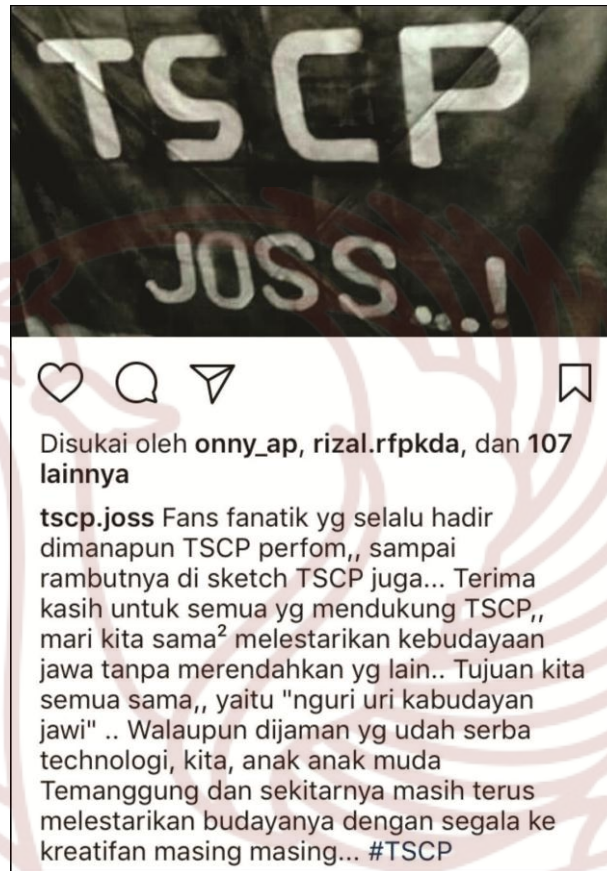 TSCP
JOSS...!
Disukai oleh onny_ap, rizal.rfpkda, dan 107
lainnya
tscp.joss Fans fanatik yg selalu hadir
dimanapun TSCP perfom,, sampai
rambutnya di sketch TSCP juga... Terima
kasih untuk semua yg mendukung TSCP,,
mari kita sama² melestarikan kebudayaan
jawa tanpa merendahkan yg lain.. Tujuan kita
semua sama,, yaitu "nguri uri kabudayan
jawi" .. Walaupun dijaman yg udah serba
technologi, kita, anak anak muda
Temanggung dan sekitarnya masih terus
melestarikan budayanya dengan segala ke
kreatifan masing masing... #TSCP